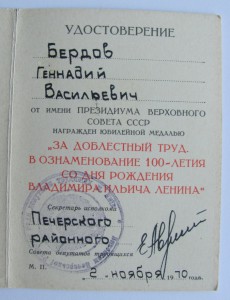 УДОСТОВЕРЕНИЕ
Бердов
Геннадий
Васильевич
ОТ ИМЕНИ ПРЕЗИДИУМА ВЕРХОВНОГО
СОВЕТА СССР
НАГРАЖДЕН ЮБИЛЕЙНОЙ МЕДАЛЬЮ
„ЗА ДОБЛЕСТНЫЙ ТРУД.
В ОЗНАМЕНОВАНИЕ 100-ЛЕТИЯ
СО ДНЯ РОЖДЕНИЯ
ВЛАДИМИРА ИЛЬИЧА ЛЕНИНА"
Секретарь исполкома
Печерского
районного
Совета депутатов трудящихся
М. П.
2 ноября 1970 года